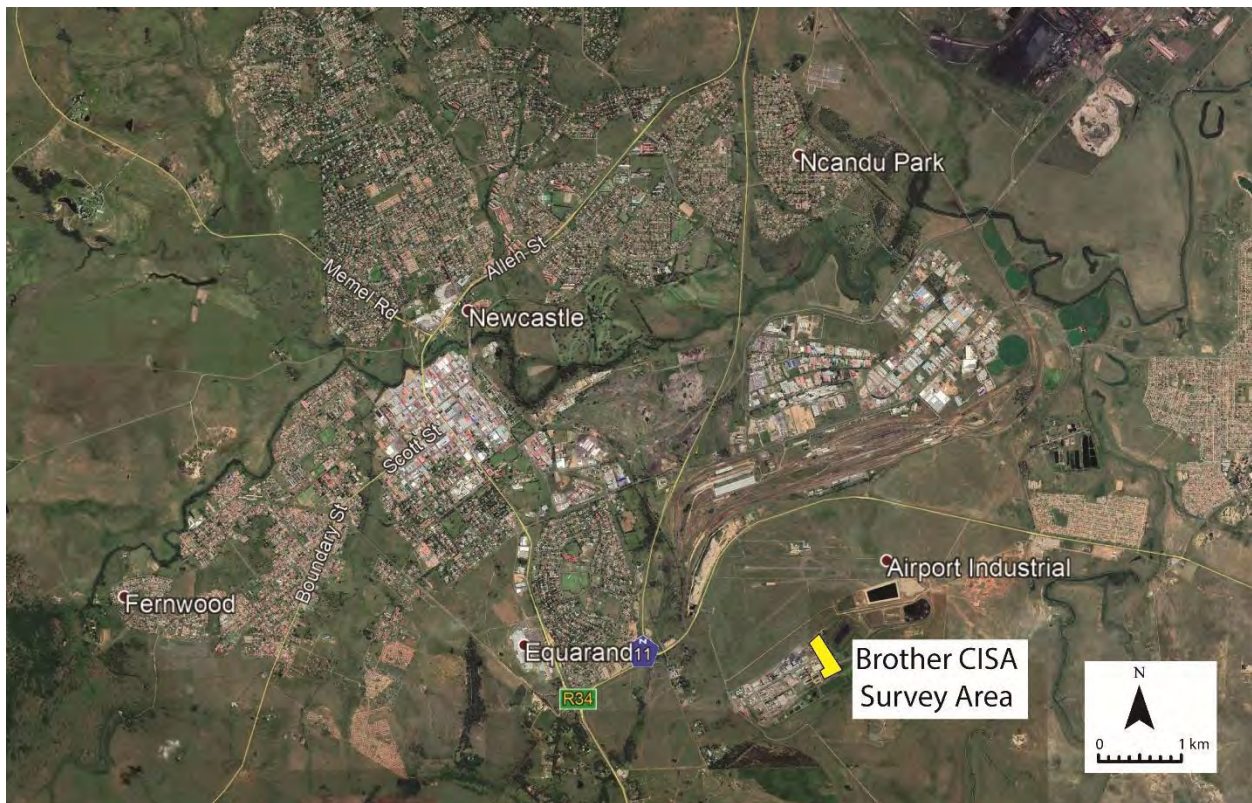 Ncandu Park
Allen St
Memel Rd
Newcastle
Scott St
Boundary St
Airport Industrial
Fernwood
Equarand
N
11
R34
Brother CISA
Survey Area
N
0 1 km